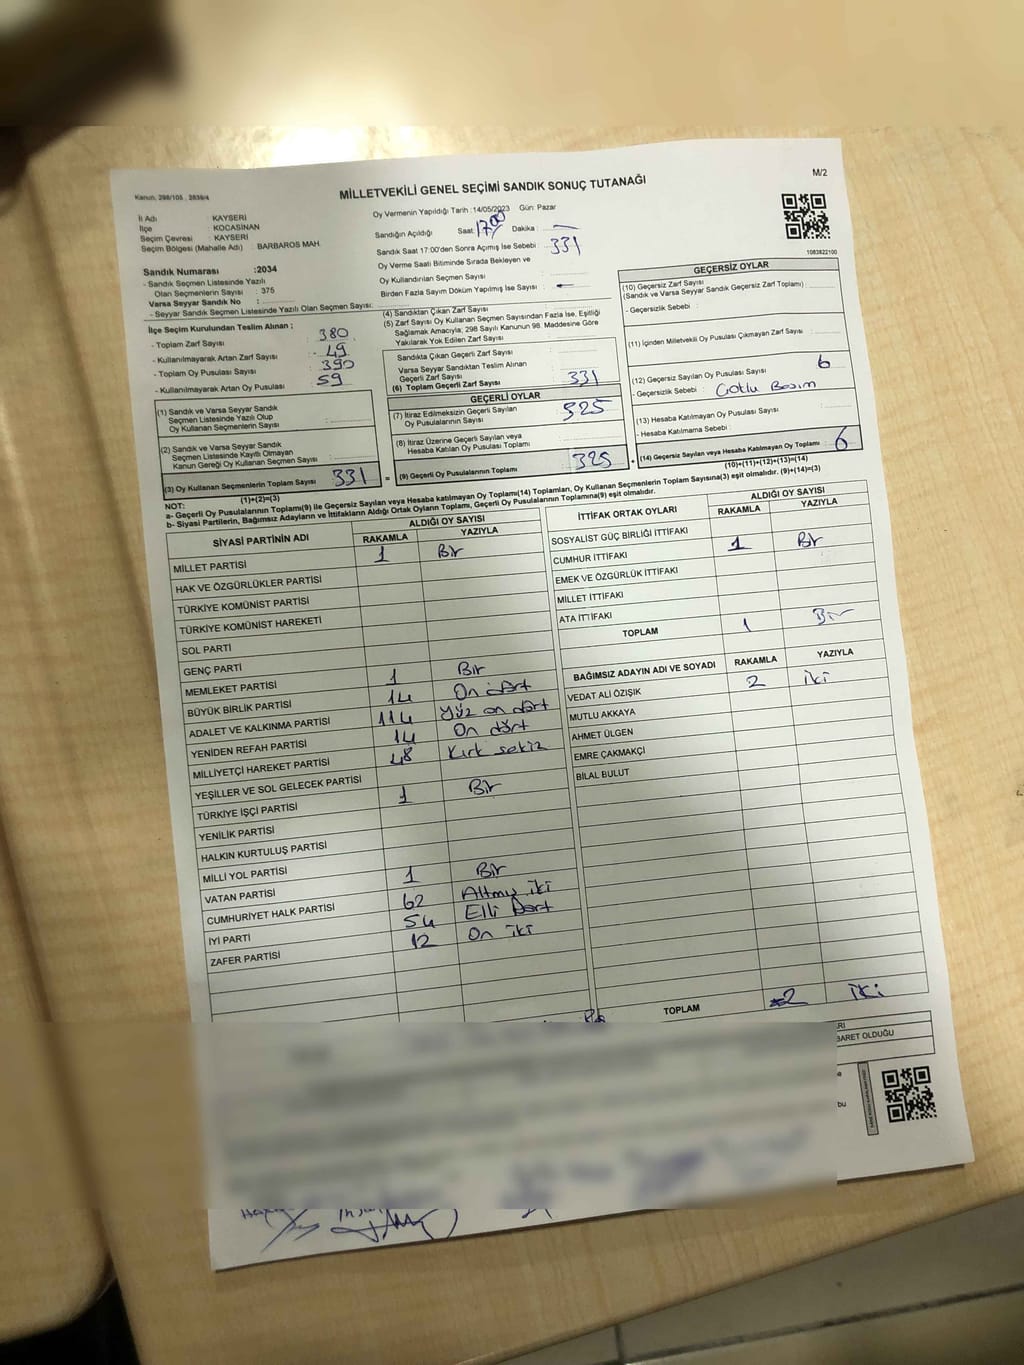 Kanun, 298/105 , 2839/4
MİLLETVEKİLİ GENEL SEÇİMİ SANDIK SONUÇ TUTANAĞI
M/2
İl Adı : KAYSERİ
İlçe : KOCASİNAN
Seçim Çevresi : KAYSERİ
Seçim Bölgesi (Mahalle Adı) : BARBAROS MAH.
Oy Vermenin Yapıldığı Tarih :14/05/2023 Gün: Pazar
Sandığın Açıldığı Saat: 17:00 Dakika :
Sandık Saat 17:00'den Sonra Açımış İse Sebebi :
Oy Verme Saati Bitiminde Sırada Bekleyen ve
Oy Kullandırılan Seçmen Sayısı : 331
Birden Fazla Sayım Döküm Yapılmış İse Sayısı :
1083822100
Sandık Numarası :2034
- Sandık Seçmen Listesinde Yazılı
Olan Seçmenlerin Sayısı : 375
Varsa Seyyar Sandık No :
- Seyyar Sandık Seçmen Listesinde Yazılı Olan Seçmen Sayısı:
İlçe Seçim Kurulundan Teslim Alınan ;
- Toplam Zarf Sayısı : 380
- Kullanılmayarak Artan Zarf Sayısı : 49
- Toplam Oy Pusulası Sayısı : 390
- Kullanılmayarak Artan Oy Pusulası : 59
(1) Sandık ve Varsa Seyyar Sandık
Seçmen Listesinde Yazılı Olup
Oy Kullanan Seçmenlerin Sayısı :
(2) Sandık ve Varsa Seyyar Sandık
Seçmen Listesinde Kayıtlı Olmayan
Kanun Gereği Oy Kullanan Seçmen Sayısı :
(3) Oy Kullanan Seçmenlerin Toplam Sayısı 331
(1)+(2)=(3)
(4) Sandıktan Çıkan Zarf Sayısı
(5) Zarf Sayısı Oy Kullanan Seçmen Sayısından Fazla İse, Eşitliği
Sağlamak Amacıyla; 298 Sayılı Kanunun 98. Maddesine Göre
Yakılarak Yok Edilen Zarf Sayısı :
Sandıkta Çıkan Geçerli Zarf Sayısı
Varsa Seyyar Sandıktan Teslim Alınan
Geçerli Zarf Sayısı
(6) Toplam Geçerli Zarf Sayısı 331
GEÇERLİ OYLAR
(7) İtiraz Edilmeksizin Geçerli Sayılan
Oy Pusulalarının Sayısı : 325
(8) İtiraz Üzerine Geçerli Sayılan veya
Hesaba Katılan Oy Pusulası Toplamı
= (9) Geçerli Oy Pusulalarının Toplamı 325
GEÇERSİZ OYLAR
(10) Geçersiz Zarf Sayısı
(Sandık ve Varsa Seyyar Sandık Geçersiz Zarf Toplamı) :
- Geçersizlik Sebebi :
(11) İçinden Milletvekili Oy Pusulası Çıkmayan Zarf Sayısı :
(12) Geçersiz Sayılan Oy Pusulası Sayısı : 6
- Geçersizlik Sebebi :
(13) Hesaba Katılmayan Oy Pusulası Sayısı :
- Hesaba Katılmama Sebebi :
+ (14) Geçersiz Sayılan veya Hesaba Katılmayan Oy Toplamı : 6
(10)+(11)+(12)+(13)=(14)
NOT:
a- Geçerli Oy Pusulalarının Toplamı(9) ile Geçersiz Sayılan veya Hesaba katılmayan Oy Toplamı(14) Toplamları, Oy Kullanan Seçmenlerin Toplam Sayısına(3) eşit olmalıdır. (9)+(14)=(3)
b- Siyasi Partilerin, Bağımsız Adayların ve İttifakların Aldığı Ortak Oyların Toplamı, Geçerli Oy Pusulalarının Toplamına(9) eşit olmalıdır.
SİYASİ PARTİNİN ADI
ALDIĞI OY SAYISI
RAKAMLA YAZIYLA
MİLLET PARTİSİ 1 Bir
HAK VE ÖZGÜRLÜKLER PARTİSİ
TÜRKİYE KOMÜNİST PARTİSİ
TÜRKİYE KOMÜNİST HAREKETİ
SOL PARTİ
GENÇ PARTİ
MEMLEKET PARTİSİ 1 Bir
BÜYÜK BİRLİK PARTİSİ 14 On dört
ADALET VE KALKINMA PARTİSİ 114 Yüz on dört
YENİDEN REFAH PARTİSİ 14 On dört
MİLLİYETÇİ HAREKET PARTİSİ 48 Kırk sekiz
YEŞİLLER VE SOL GELECEK PARTİSİ
TÜRKİYE İŞÇİ PARTİSİ 1 Bir
YENİLİK PARTİSİ
HALKIN KURTULUŞ PARTİSİ
MİLLİ YOL PARTİSİ
VATAN PARTİSİ 1 Bir
CUMHURİYET HALK PARTİSİ 62 Altmış iki
İYİ PARTİ 54 Elli Dört
ZAFER PARTİSİ 12 On iki
İTTİFAK ORTAK OYLARI
ALDIĞI OY SAYISI
RAKAMLA YAZIYLA
SOSYALİST GÜÇ BİRLİĞİ İTTİFAKI
CUMHUR İTTİFAKI 1 Bir
EMEK VE ÖZGÜRLÜK İTTİFAKI
MİLLET İTTİFAKI
ATA İTTİFAKI
TOPLAM 1 Bir
BAĞIMSIZ ADAYIN ADI VE SOYADI RAKAMLA YAZIYLA
VEDAT ALİ ÖZIŞIK 2 iki
MUTLU AKKAYA
AHMET ÜLGEN
EMRE ÇAKMAKÇİ
BİLAL BULUT
TOPLAM 2 iki
BARET OLDUĞU
bu